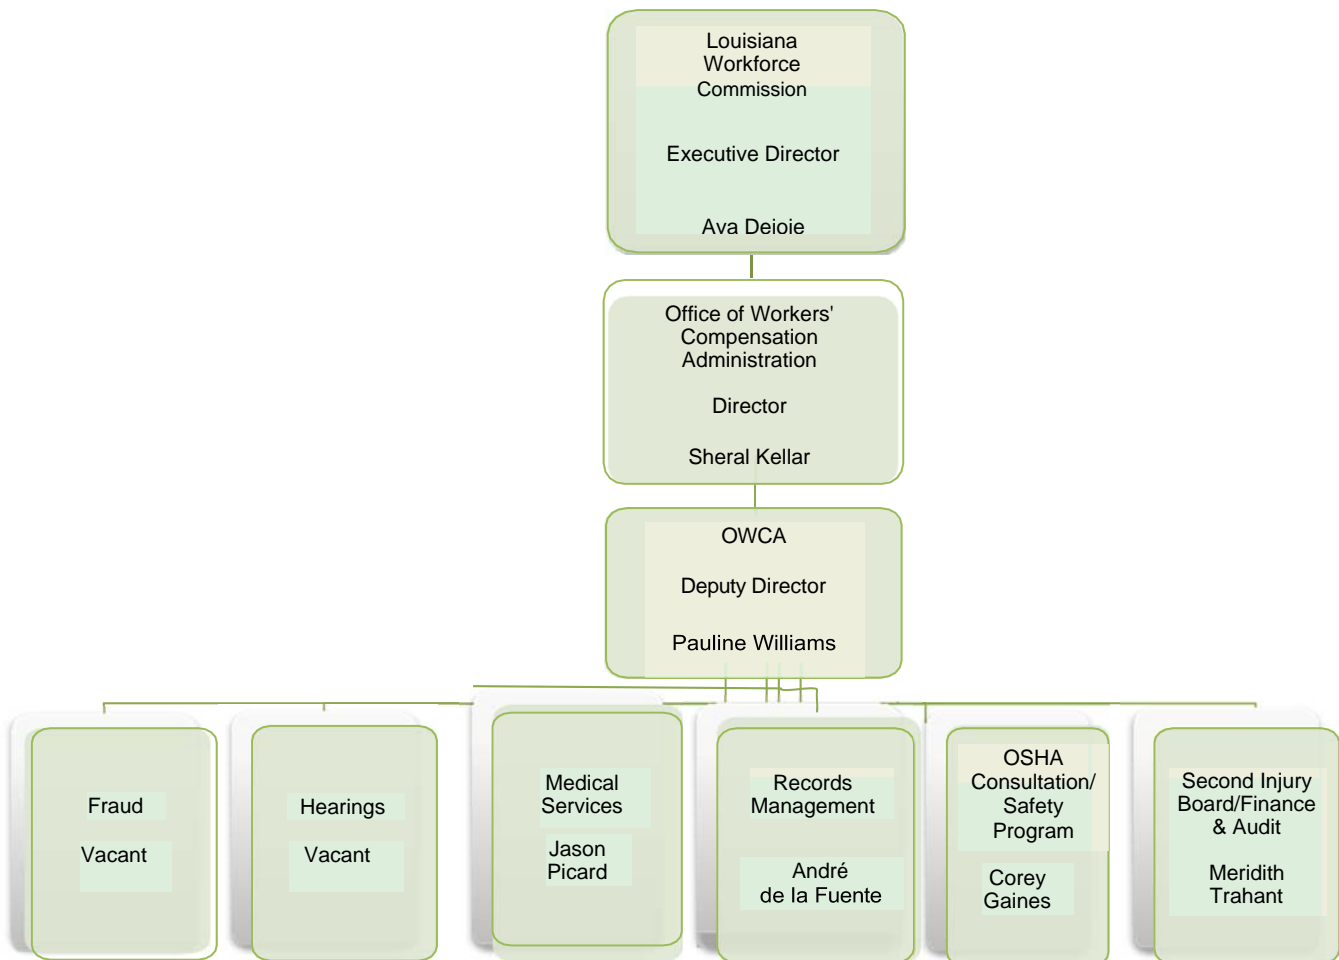 Louisiana
Workforce
Commission
Executive Director
Ava Dejoie
Office of Workers'
Compensation
Administration
Director
Sheral Kellar
OWCA
Deputy Director
Pauline Williams
Fraud
Vacant
Hearings
Vacant
Medical
Services
Jason
Picard
Records
Management
André
de la Fuente
OSHA
Consultation/
Safety
Program
Corey
Gaines
Second Injury
Board/Finance
& Audit
Meridith
Trahant